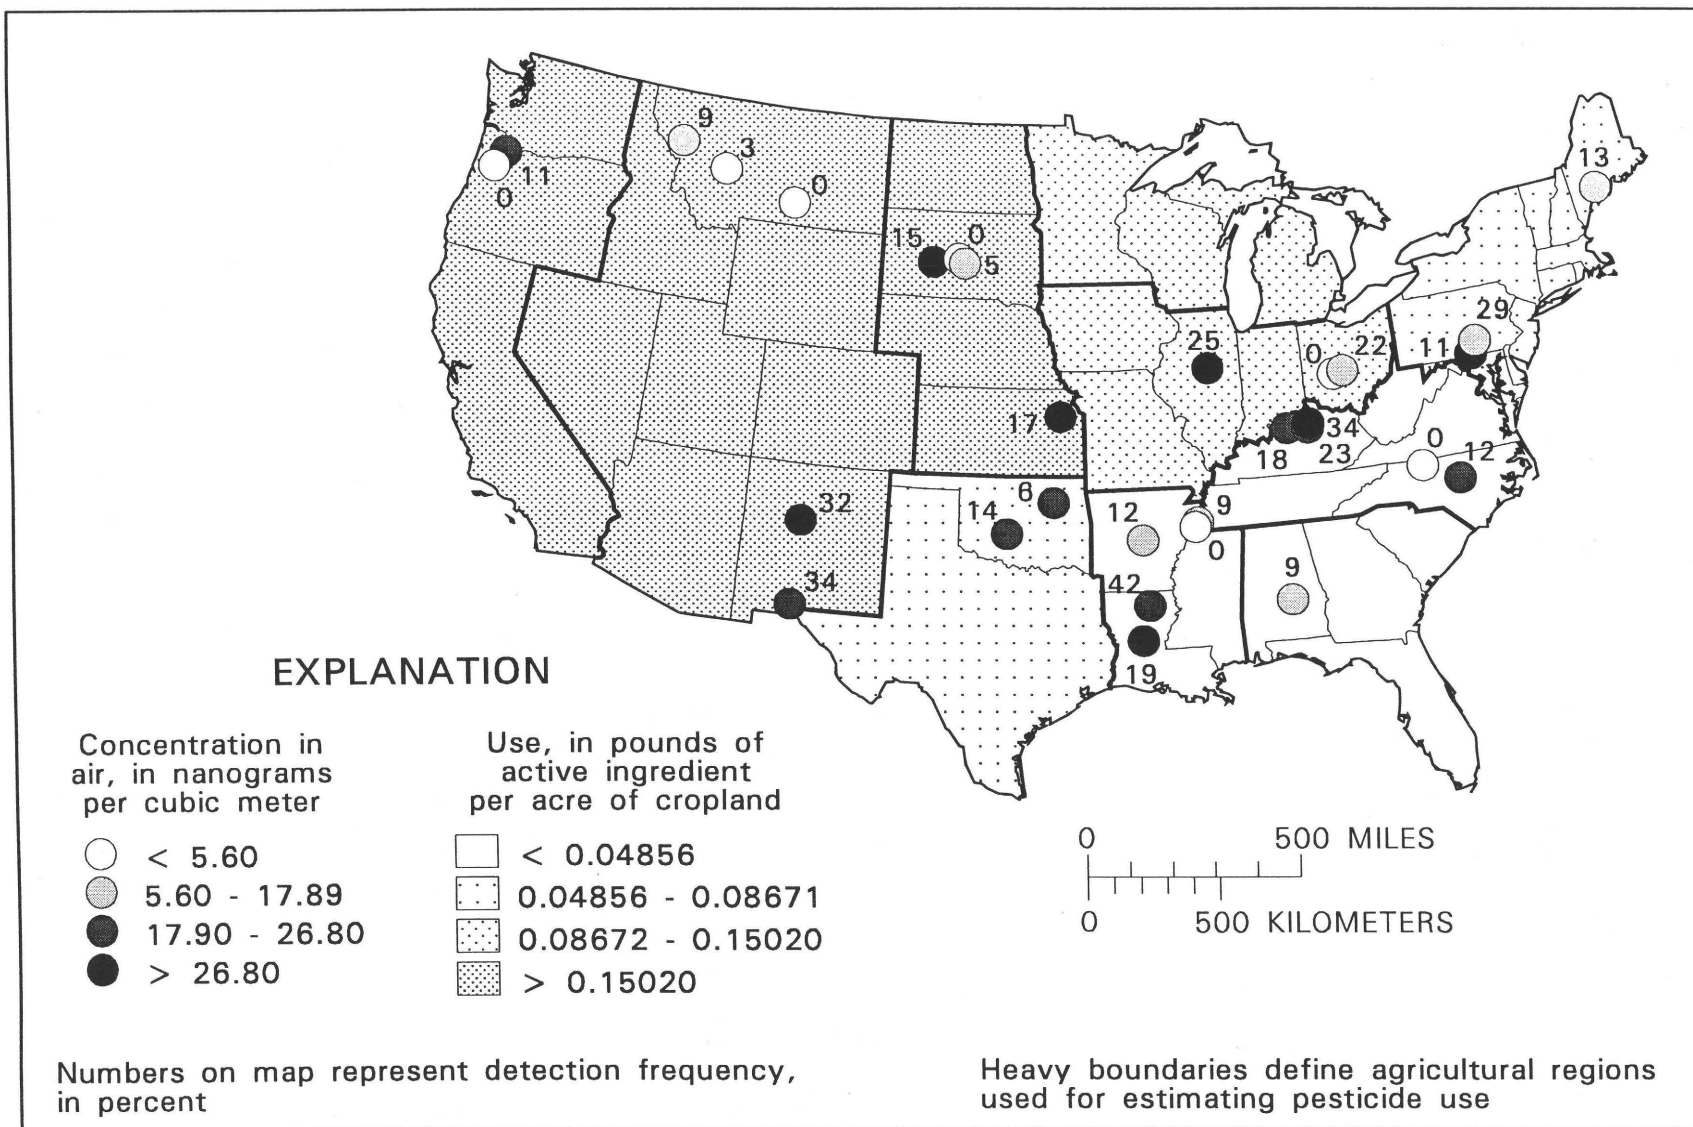 9
3
11
0
0
13
15
0
5
29
25
0
22
11
17
34
18
23
0
12
32
6
14
12
9
0
34
42
9
19
EXPLANATION
Concentration in
air, in nanograms
per cubic meter
< 5.60
5.60 - 17.89
17.90 - 26.80
> 26.80
Use, in pounds of
active ingredient
per acre of cropland
< 0.04856
0.04856 - 0.08671
0.08672 - 0.15020
> 0.15020
0 500 MILES
0 500 KILOMETERS
Numbers on map represent detection frequency,
in percent
Heavy boundaries define agricultural regions
used for estimating pesticide use